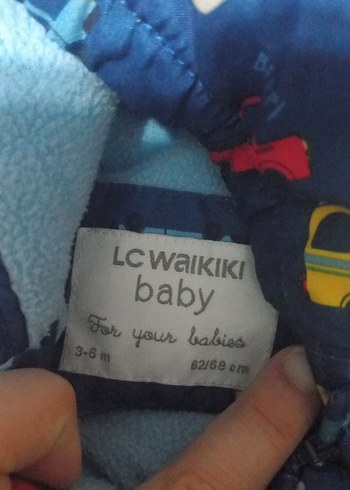 LC WAIKIKI
baby
For your babies
3-6 m 62/68 cm